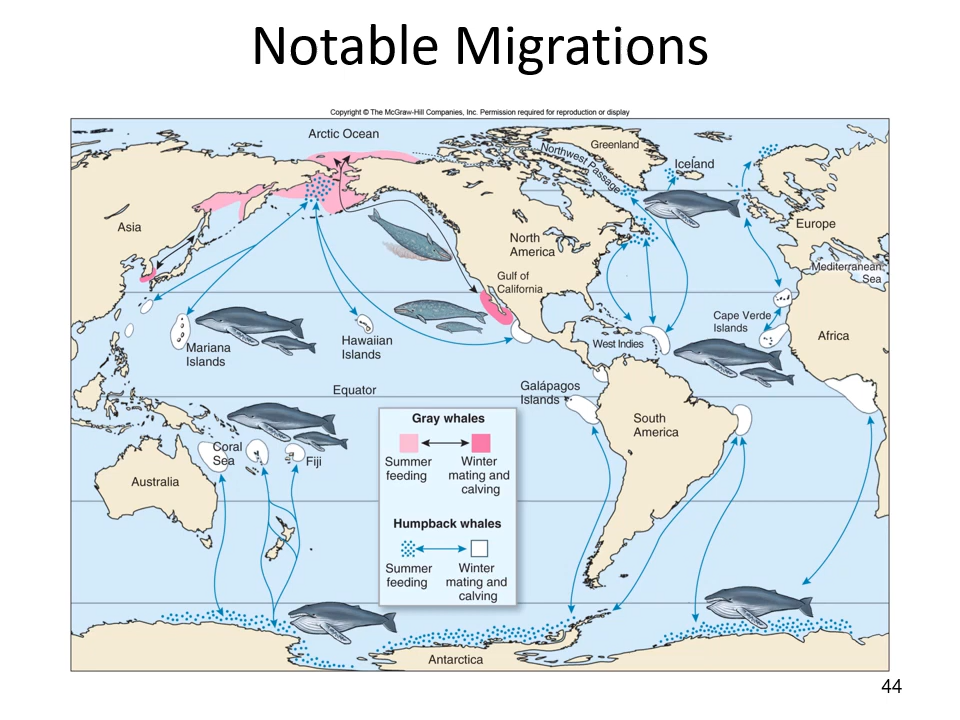 Notable Migrations
Copyright © The McGraw-Hill Companies, Inc. Permission required for reproduction or display
Arctic Ocean
Greenland
Northwest Passage
Iceland
Asia
North
America
Europe
Gulf of
California
Mediterranean
Sea
Cape Verde
Islands
Mariana
Islands
Hawaiian
Islands
West Indies
Africa
Equator
Galápagos
Islands
South
America
Coral
Sea
Fiji
Australia
Gray whales
Summer
feeding
Winter
mating and
calving
Humpback whales
Summer
feeding
Winter
mating and
calving
Antarctica
44